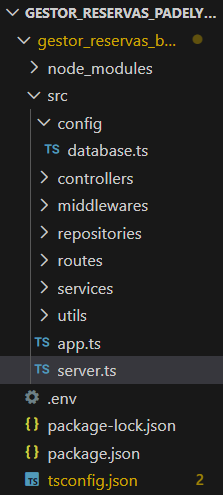 GESTOR_RESERVAS_PADELY...
gestor_reservas_b...
node_modules
src
config
TS database.ts
controllers
middlewares
repositories
routes
services
utils
TS app.ts
TS server.ts
.env
{} package-lock.json
{} package.json
TS tsconfig.json 2